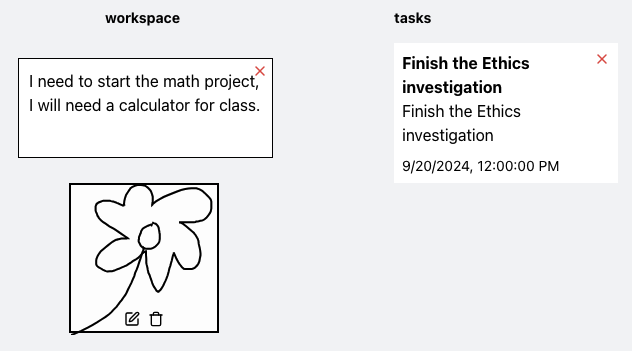 workspace
I need to start the math project,
I will need a calculator for class.
tasks
Finish the Ethics
investigation
Finish the Ethics
investigation
9/20/2024, 12:00:00 PM